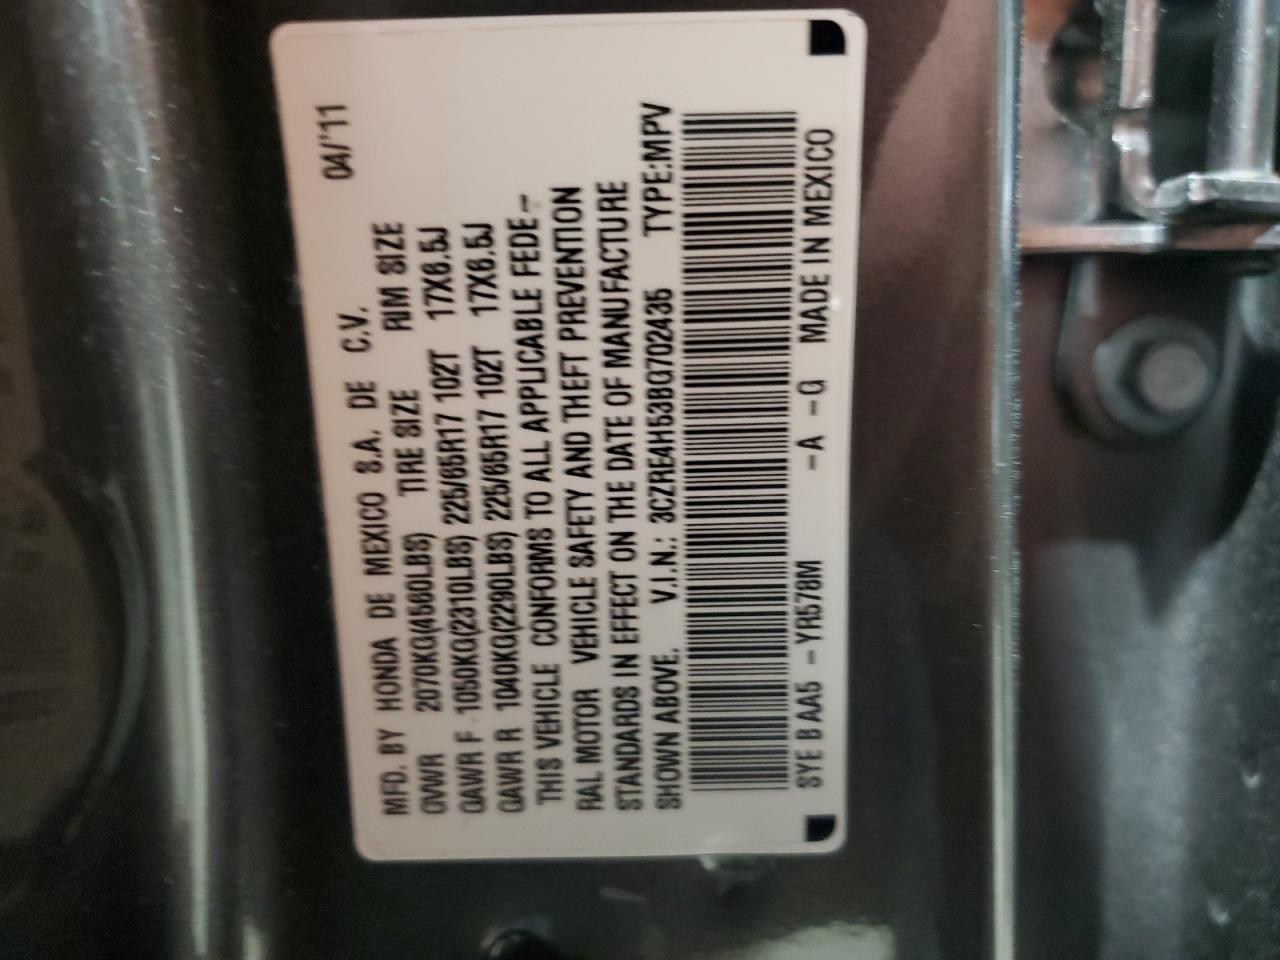 MFD. BY HONDA DE MEXICO S.A. DE C.V. 04/'11
GVWR 2070KG(4560LBS) TIRE SIZE RIM SIZE
GAWR F 1050KG(2310LBS) 225/65R17 102T 17X6.5J
GAWR R 1040KG(2290LBS) 225/65R17 102T 17X6.5J
THIS VEHICLE CONFORMS TO ALL APPLICABLE FEDE-
RAL MOTOR VEHICLE SAFETY AND THEFT PREVENTION
STANDARDS IN EFFECT ON THE DATE OF MANUFACTURE
SHOWN ABOVE. V.I.N.: 3CZRE4H53BG702435 TYPE:MPV
SYE B AA5 - YR578M -A -G MADE IN MEXICO